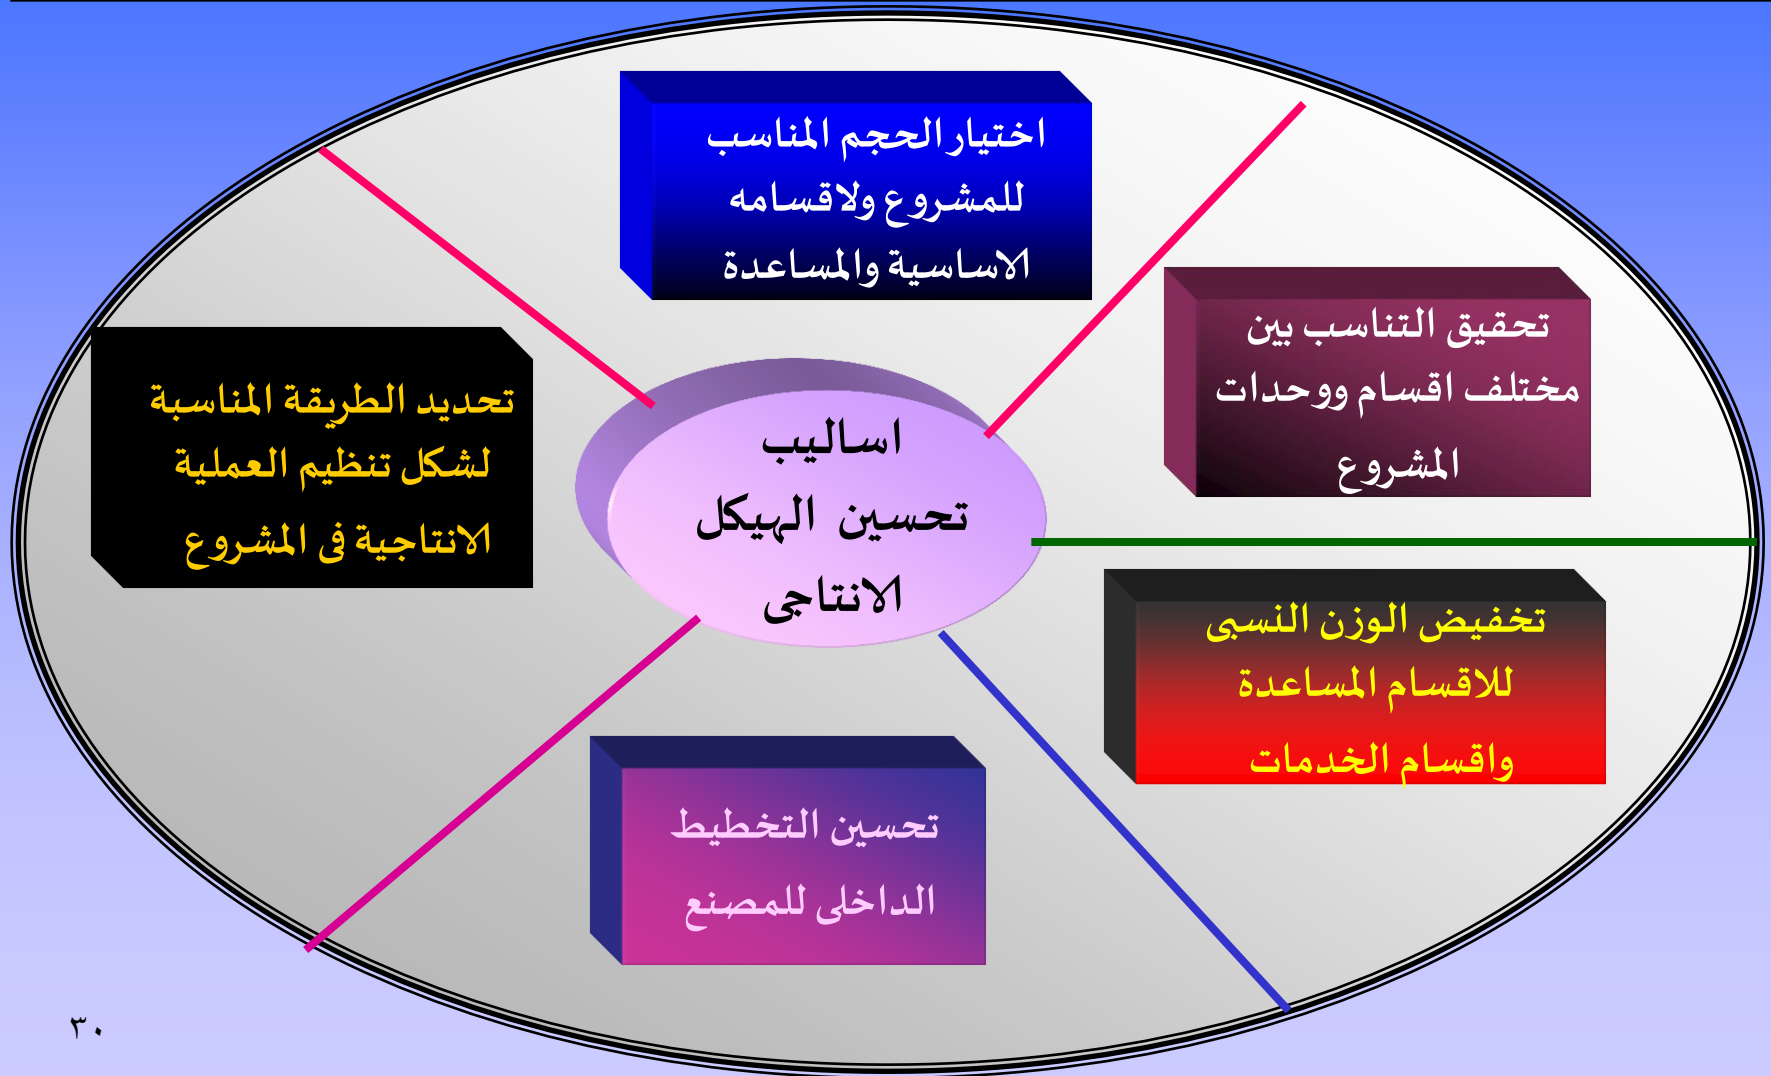 اختيار الحجم المناسب
للمشروع ولاقسامه
الاساسية والمساعدة
تحقيق التناسب بين
مختلف اقسام ووحدات
المشروع
تحديد الطريقة المناسبة
لشكل تنظيم العملية
الانتاجية فى المشروع
اساليب
تحسين الهيكل
الانتاجى
تخفيض الوزن النسبى
للاقسام المساعدة
واقسام الخدمات
تحسين التخطيط
الداخلى للمصنع
٣٠